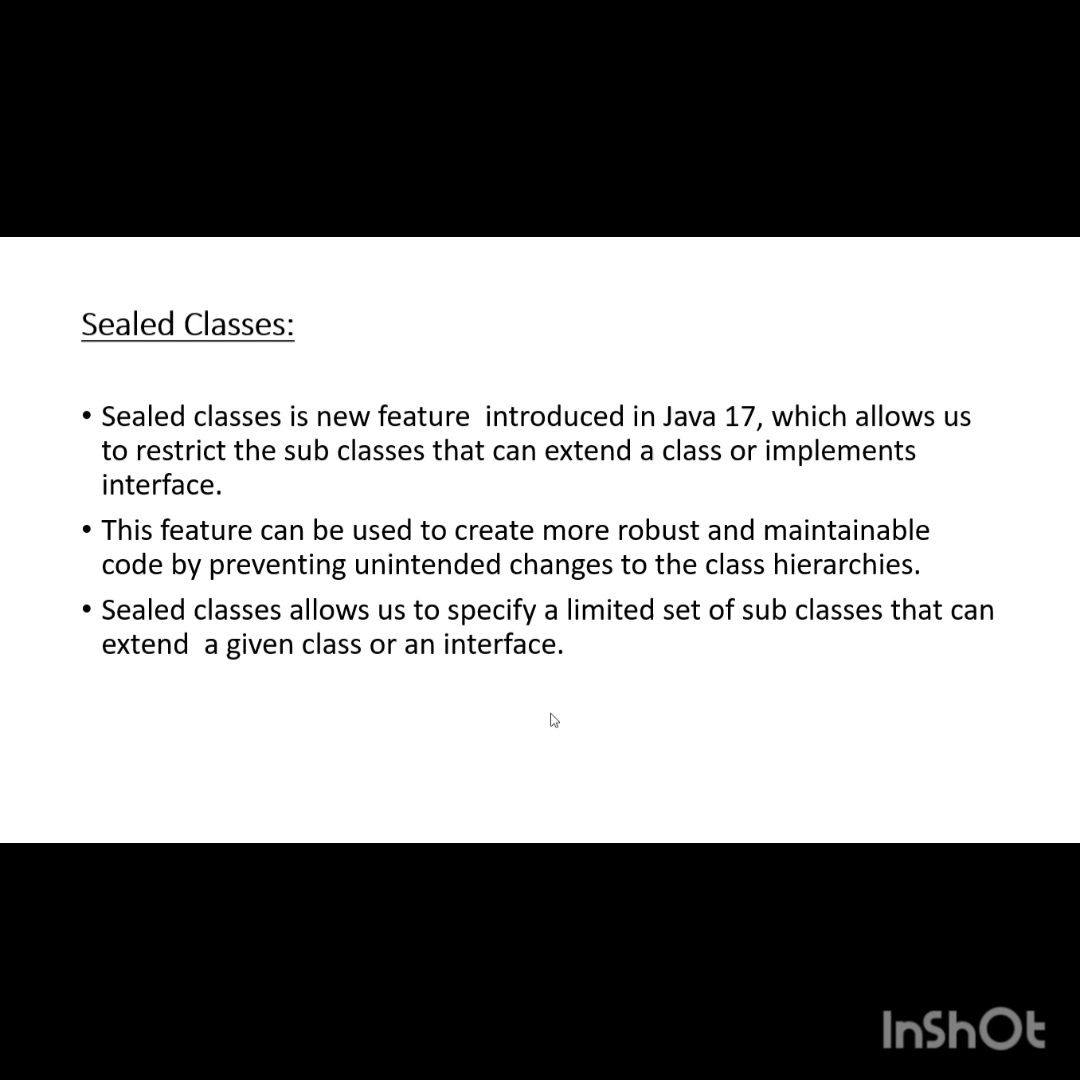 Sealed Classes:
• Sealed classes is new feature  introduced in Java 17, which allows us
to restrict the sub classes that can extend a class or implements
interface.
• This feature can be used to create more robust and maintainable
code by preventing unintended changes to the class hierarchies.
• Sealed classes allows us to specify a limited set of sub classes that can
extend  a given class or an interface.
InShOt